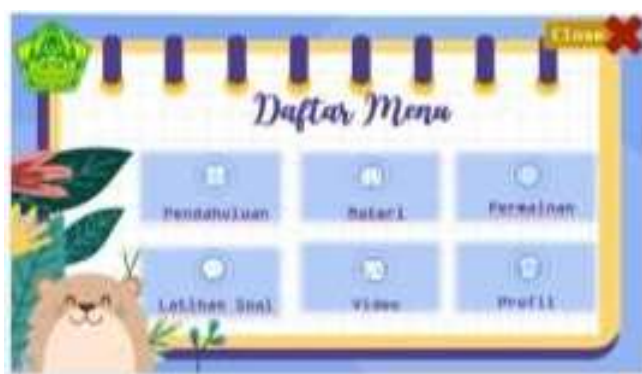 Close
Daftar Menu
Pendahuluan
Materi
Permainan
Latihan Soal
Video
Profil